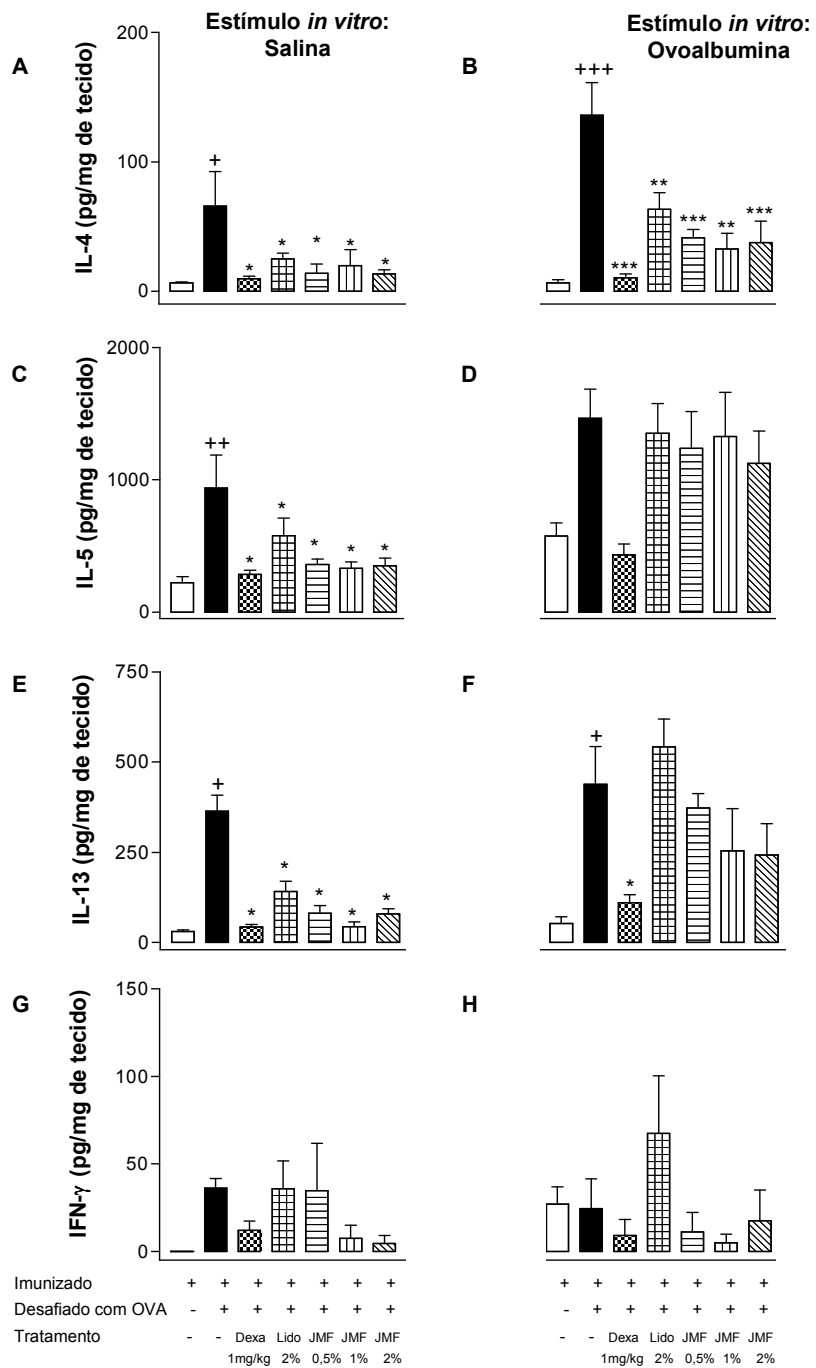 Estímulo in vitro:
Salina
Estímulo in vitro:
Ovoalbumina
A
IL-4 (pg/mg de tecido)
200
100
0
+
*
*
*
*
*
B
+++
***
**
***
**
***
C
IL-5 (pg/mg de tecido)
2000
1000
0
++
*
*
*
*
*
D
E
IL-13 (pg/mg de tecido)
750
500
250
0
+
*
*
*
*
*
F
+
*
G
IFN-γ (pg/mg de tecido)
150
100
50
0
H
Imunizado + + + + + + + + + + + + + +
Desafiado com OVA - + + + + + + - + + + + + +
Tratamento - - Dexa Lido JMF JMF JMF - - Dexa Lido JMF JMF JMF
1mg/kg 2% 0,5% 1% 2% 1mg/kg 2% 0,5% 1% 2%